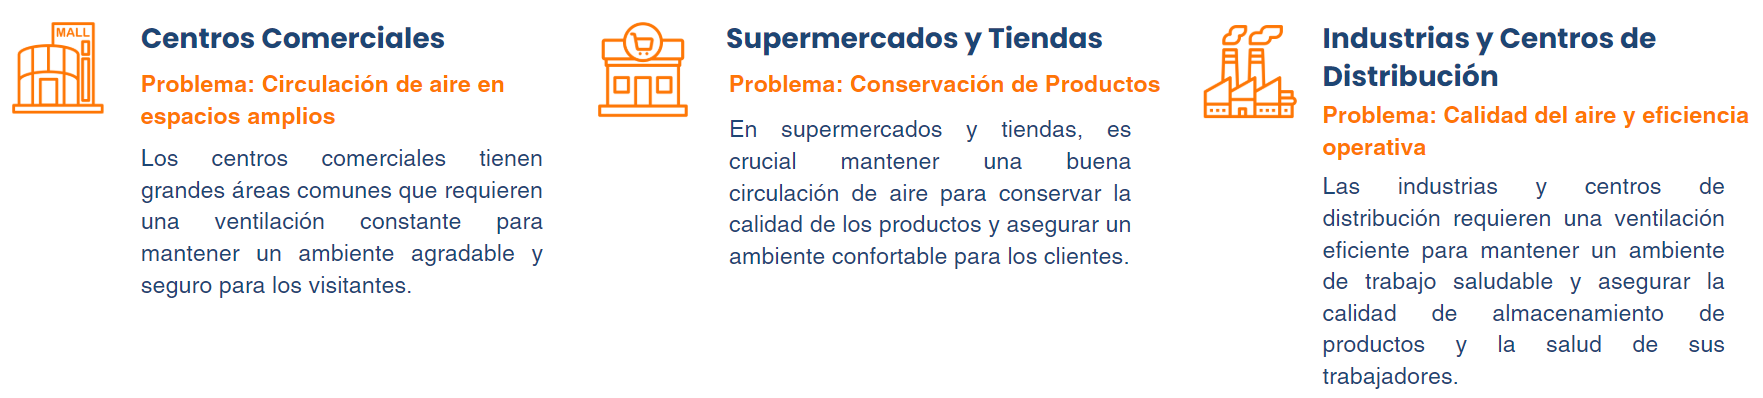 MALL
Centros Comerciales
Problema: Circulación de aire en
espacios amplios
Los centros comerciales tienen
grandes áreas comunes que requieren
una ventilación constante para
mantener un ambiente agradable y
seguro para los visitantes.
Supermercados y Tiendas
Problema: Conservación de Productos
En supermercados y tiendas, es
crucial mantener una buena
circulación de aire para conservar la
calidad de los productos y asegurar un
ambiente confortable para los clientes.
Industrias y Centros de
Distribución
Problema: Calidad del aire y eficiencia
operativa
Las industrias y centros de
distribución requieren una ventilación
eficiente para mantener un ambiente
de trabajo saludable y asegurar la
calidad de almacenamiento de
productos y la salud de sus
trabajadores.